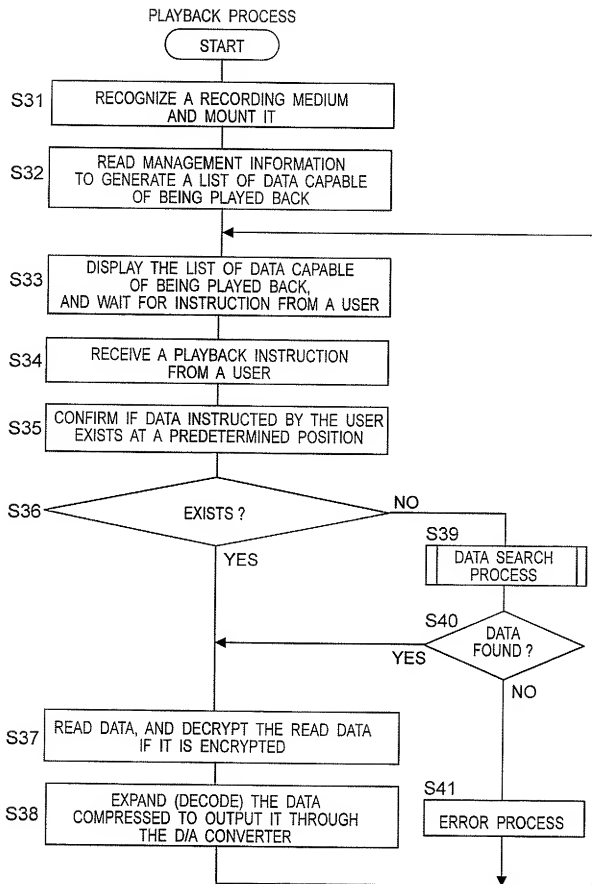 PLAYBACK PROCESS
START
S31
RECOGNIZE A RECORDING MEDIUM
AND MOUNT IT
S32
READ MANAGEMENT INFORMATION
TO GENERATE A LIST OF DATA CAPABLE
OF BEING PLAYED BACK
S33
DISPLAY THE LIST OF DATA CAPABLE
OF BEING PLAYED BACK,
AND WAIT FOR INSTRUCTION FROM A USER
S34
RECEIVE A PLAYBACK INSTRUCTION
FROM A USER
S35
CONFIRM IF DATA INSTRUCTED BY THE USER
EXISTS AT A PREDETERMINED POSITION
S36
EXISTS ?
NO
YES
S39
DATA SEARCH
PROCESS
S40
DATA
FOUND ?
YES
NO
S37
READ DATA, AND DECRYPT THE READ DATA
IF IT IS ENCRYPTED
S38
EXPAND (DECODE) THE DATA
COMPRESSED TO OUTPUT IT THROUGH
THE D/A CONVERTER
S41
ERROR PROCESS